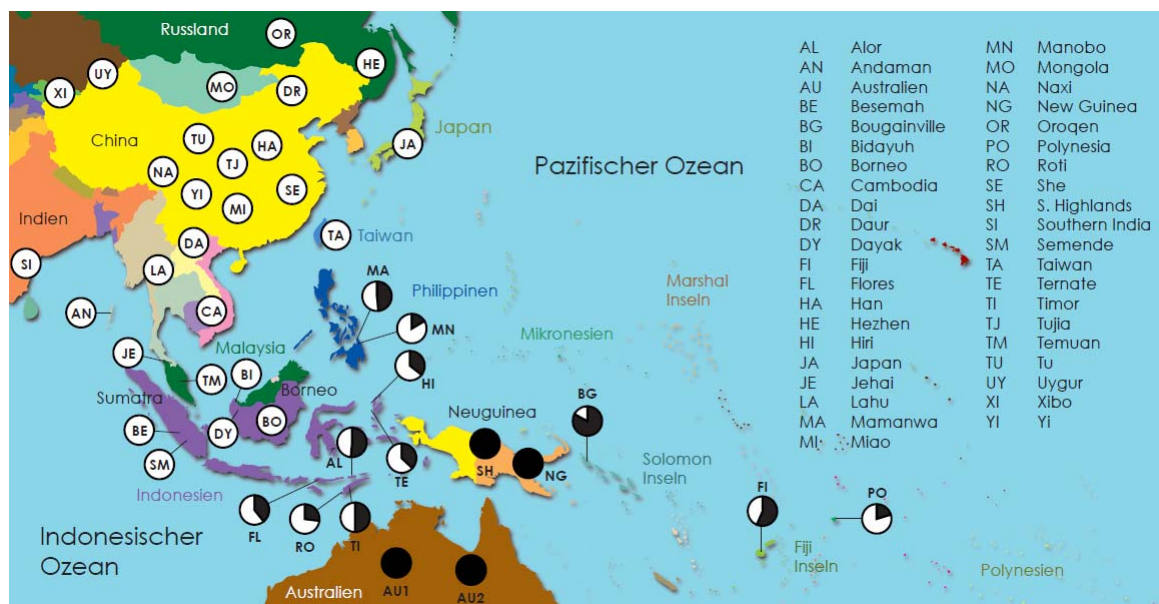 Russland
OR
HE
UY
XI
MO
DR
China
TU
HA
TJ
Japan
JA
NA
YI
SE
MI
Pazifischer Ozean
Indien
DA
TA
Taiwan
SI
LA
MA
Philippinen
Marshal
Inseln
AN
CA
MN
Mikronesien
JE
Malaysia
TM
BI
HI
BG
Sumatra
Borneo
Neuguinea
BE
DY
BO
AL
SM
TE
SH
NG
Solomon
Inseln
Indonesien
FI
PO
FL
RO
TI
Indonesischer
Ozean
Fiji
Inseln
Polynesien
Australien
AU1
AU2
AL Alor MN Manobo
AN Andaman MO Mongola
AU Australien NA Naxi
BE Besemah NG New Guinea
BG Bougainville OR Oroqen
BI Bidayuh PO Polynesia
BO Borneo RO Roti
CA Cambodia SE She
DA Dai SH S. Highlands
DR Daur SI Southern India
DY Dayak SM Semende
FI Fiji TA Taiwan
FL Flores TE Ternate
HA Han TI Timor
HE Hezhen TJ Tujia
HI Hiri TM Temuan
JA Japan TU Tu
JE Jehai UY Uygur
LA Lahu XI Xibo
MA Mamanwa YI Yi
MI Miao